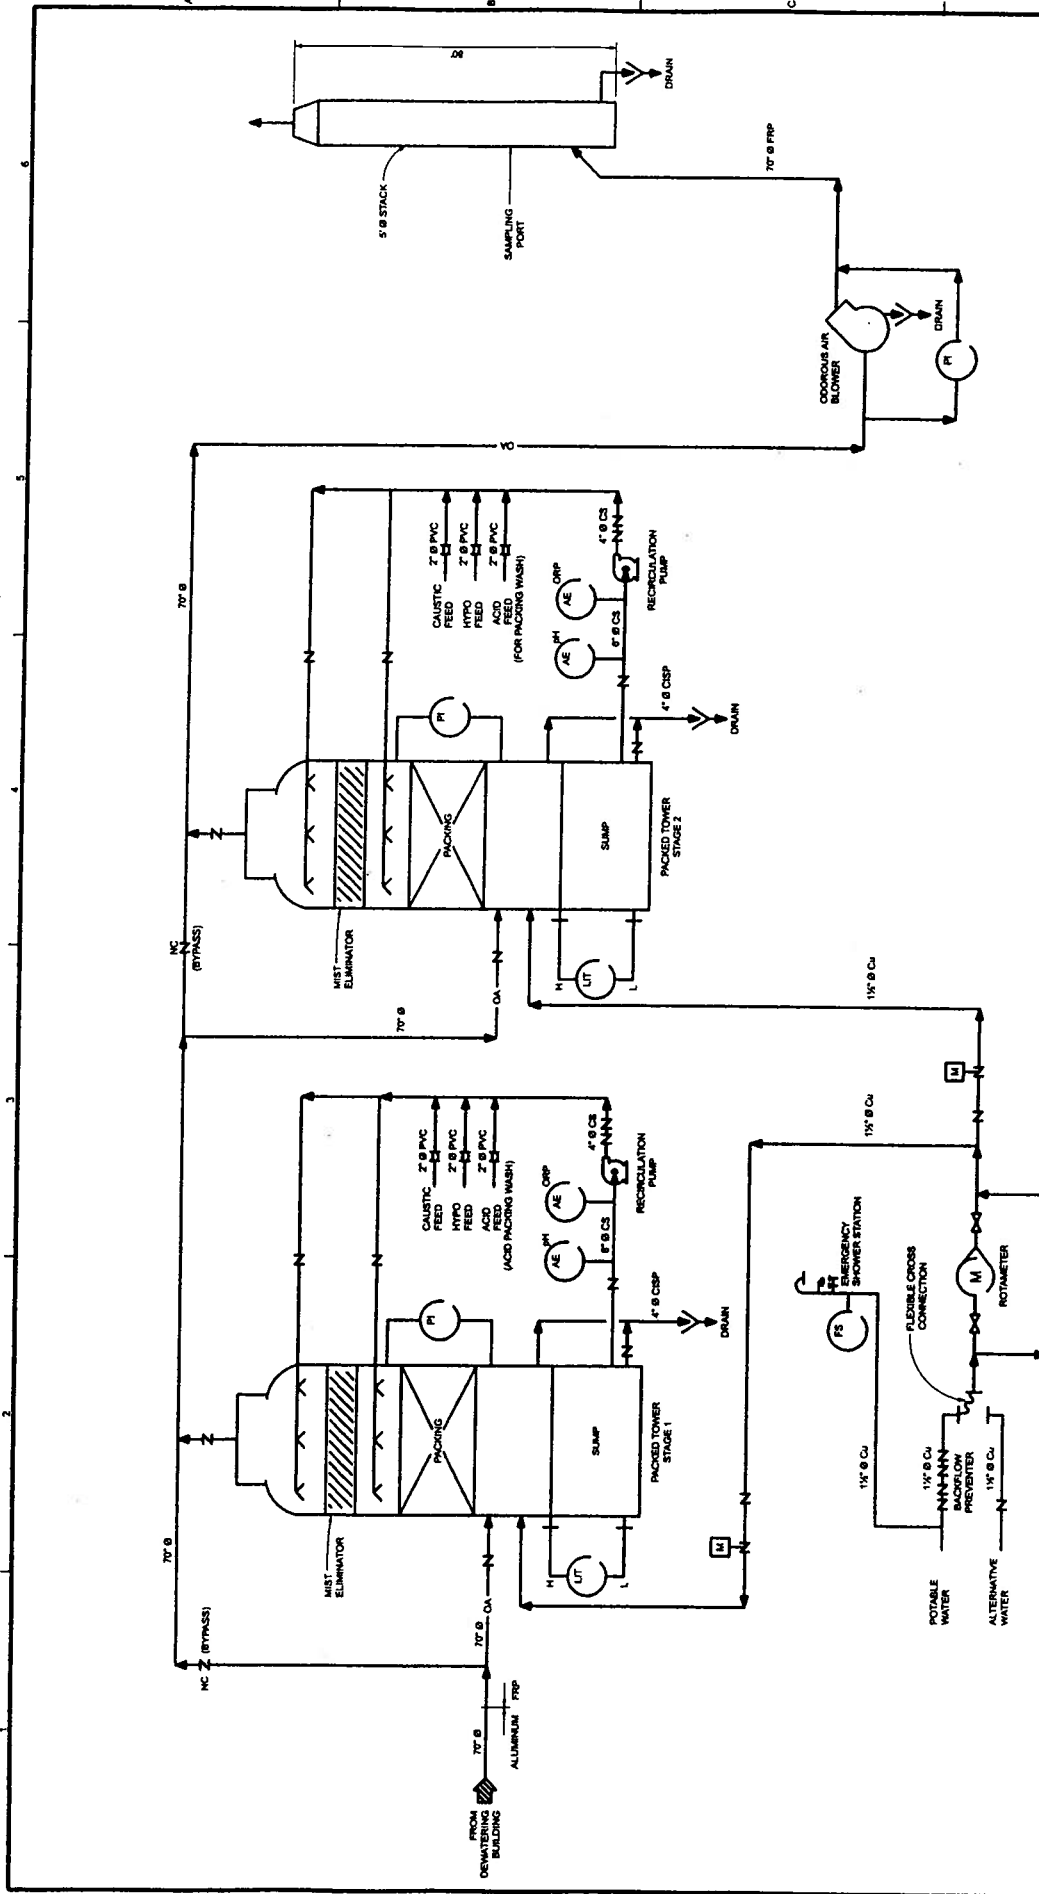 1
2
3
4
5
6
A
B
C
FROM
DEWATERING
BUILDING
70" Ø
ALUMINUM
FRP
NC
(BYPASS)
70" Ø
70" Ø
OA
MIST
ELIMINATOR
PACKING
SUMP
PACKED TOWER
STAGE 1
H
LIT
L
PI
CAUSTIC
FEED
2" Ø PVC
HYPO
FEED
2" Ø PVC
ACID
FEED
2" Ø PVC
(ACID PACKING WASH)
pH
AE
ORP
AE
6" Ø CS
4" Ø CS
RECIRCULATION
PUMP
4" Ø CISP
DRAIN
70" Ø
OA
NC
(BYPASS)
70" Ø
MIST
ELIMINATOR
PACKING
SUMP
PACKED TOWER
STAGE 2
H
LIT
L
PI
CAUSTIC
FEED
2" Ø PVC
HYPO
FEED
2" Ø PVC
ACID
FEED
2" Ø PVC
(FOR PACKING WASH)
pH
AE
ORP
AE
6" Ø CS
4" Ø CS
RECIRCULATION
PUMP
4" Ø CISP
DRAIN
OA
ODOROUS AIR
BLOWER
DRAIN
PI
70" Ø FRP
5' Ø STACK
SAMPLING
PORT
DRAIN
M
M
1½" Ø Cu
1½" Ø Cu
EMERGENCY
SHOWER STATION
FS
FLEXIBLE CROSS
CONNECTION
M
ROTAMETER
1½" Ø Cu
1½" Ø Cu
BACKFLOW
PREVENTER
1½" Ø Cu
POTABLE
WATER
ALTERNATIVE
WATER